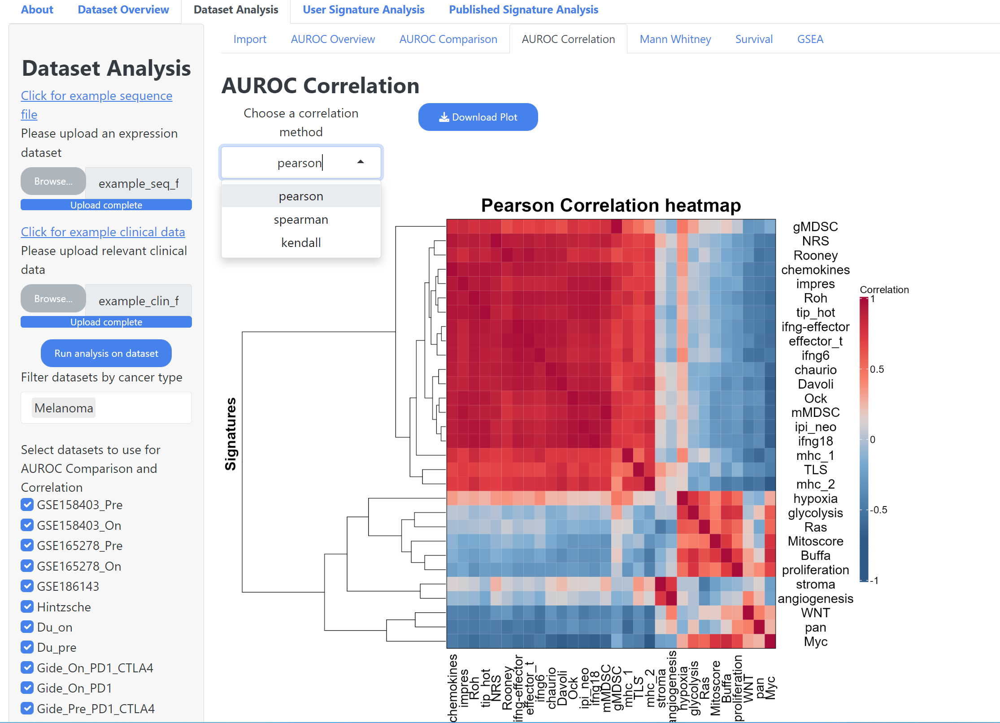 About
Dataset Overview
Dataset Analysis
User Signature Analysis
Published Signature Analysis
Dataset Analysis
Click for example sequence
file
Please upload an expression
dataset
Browse...
example_seq_f
Upload complete
Click for example clinical data
Please upload relevant clinical
data
Browse...
example_clin_f
Upload complete
Run analysis on dataset
Filter datasets by cancer type
Melanoma
Select datasets to use for
AUROC Comparison and
Correlation
GSE158403_Pre
GSE158403_On
GSE165278_Pre
GSE165278_On
GSE186143
Hintzsche
Du_on
Du_pre
Gide_On_PD1_CTLA4
Gide_On_PD1
Gide_Pre_PD1_CTLA4
Import
AUROC Overview
AUROC Comparison
AUROC Correlation
Mann Whitney
Survival
GSEA
AUROC Correlation
Choose a correlation
method
Download Plot
pearson
pearson
spearman
kendall
Pearson Correlation heatmap
Signatures
gMDSC
NRS
Rooney
chemokines
impres
Roh
tip_hot
ifng-effector
effector_t
ifng6
chaurio
Davoli
Ock
mMDSC
ipi_neo
ifng18
mhc_1
TLS
mhc_2
hypoxia
glycolysis
Ras
Mitoscore
Buffa
proliferation
stroma
angiogenesis
WNT
pan
Myc
Correlation
1
0.5
0
-0.5
-1
chemokines
impres
Roh
tip_hot
NRS
Rooney
ifng-effector
effector_t
ifng6
chaurio
Davoli
Ock
ipi_neo
ifng18
mMDSC
gMDSC
mhc_1
TLS
mhc_2
stroma
angiogenesis
hypoxia
glycolysis
Ras
Mitoscore
Buffa
proliferation
WNT
pan
Myc